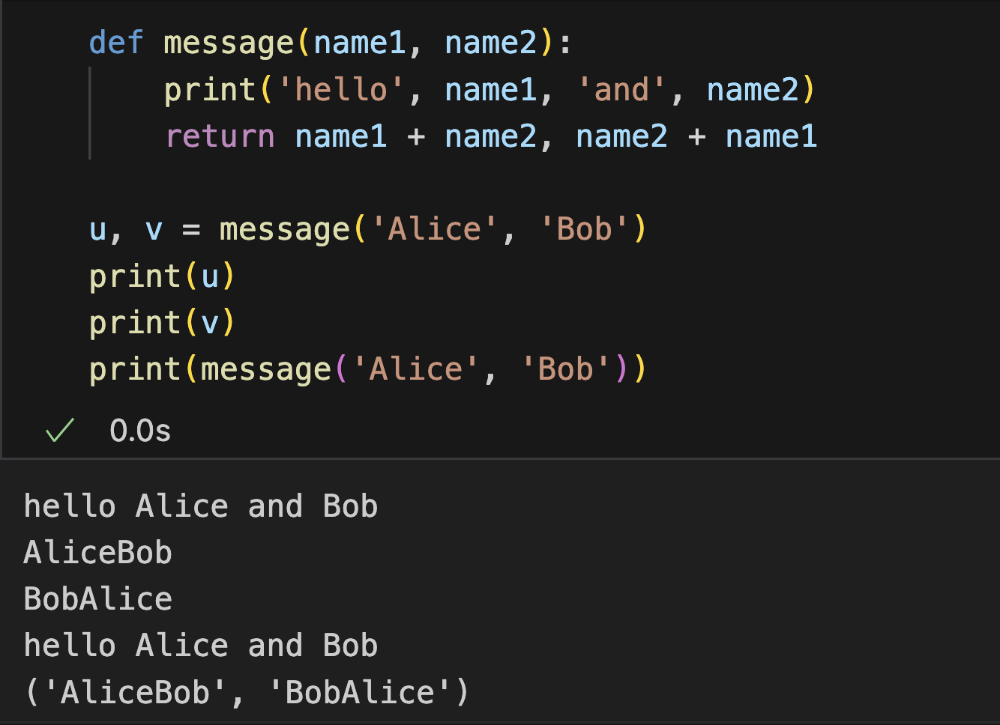 def message(name1, name2):
    print('hello', name1, 'and', name2)
    return name1 + name2, name2 + name1

u, v = message('Alice', 'Bob')
print(u)
print(v)
print(message('Alice', 'Bob'))
0.0s
hello Alice and Bob
AliceBob
BobAlice
hello Alice and Bob
('AliceBob', 'BobAlice')